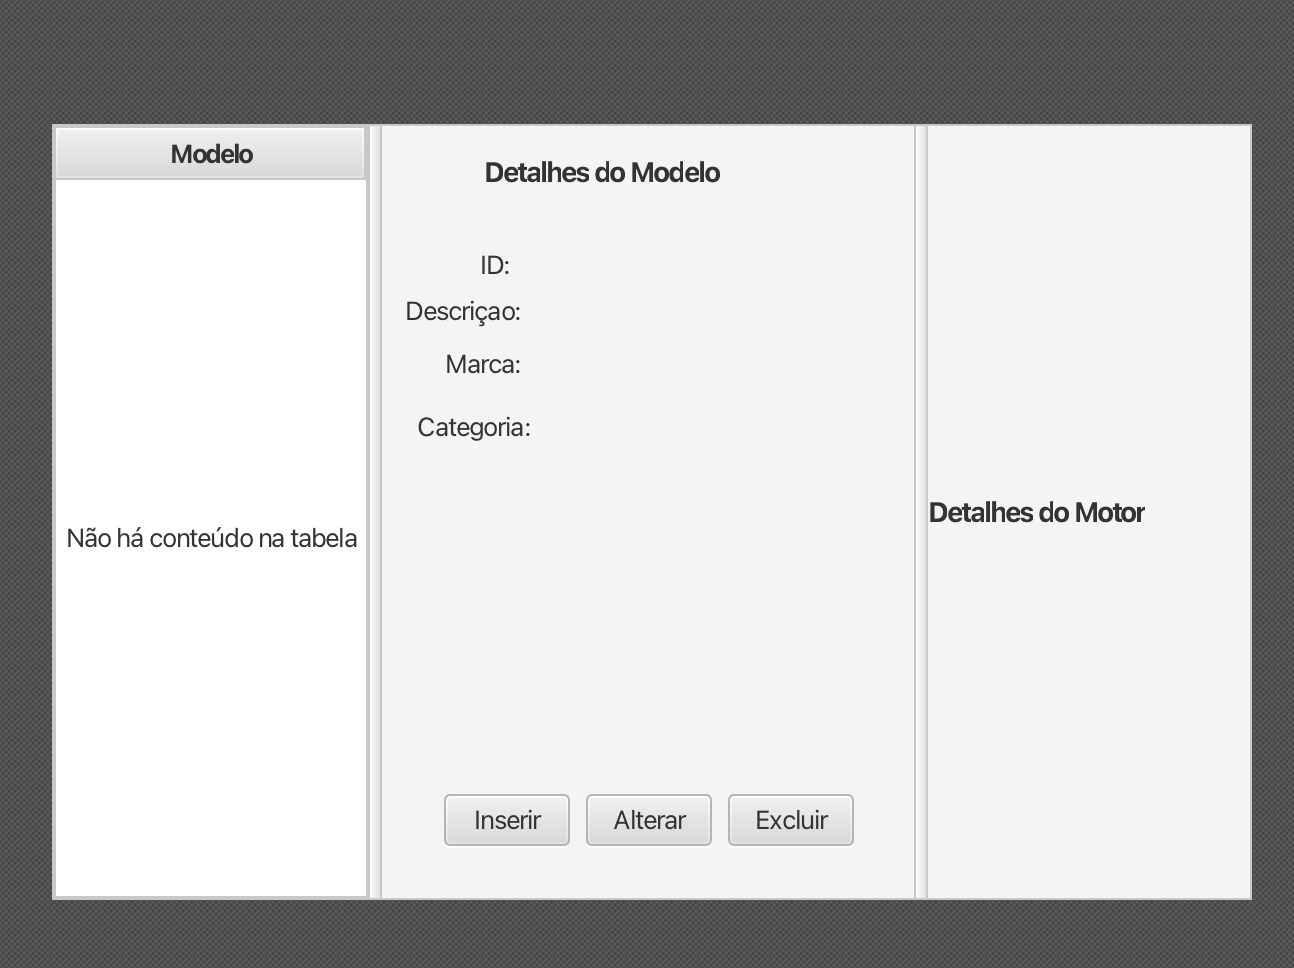 Modelo
Não há conteúdo na tabela
Detalhes do Modelo
ID:
Descriçao:
Marca:
Categoria:
Inserir
Alterar
Excluir
Detalhes do Motor